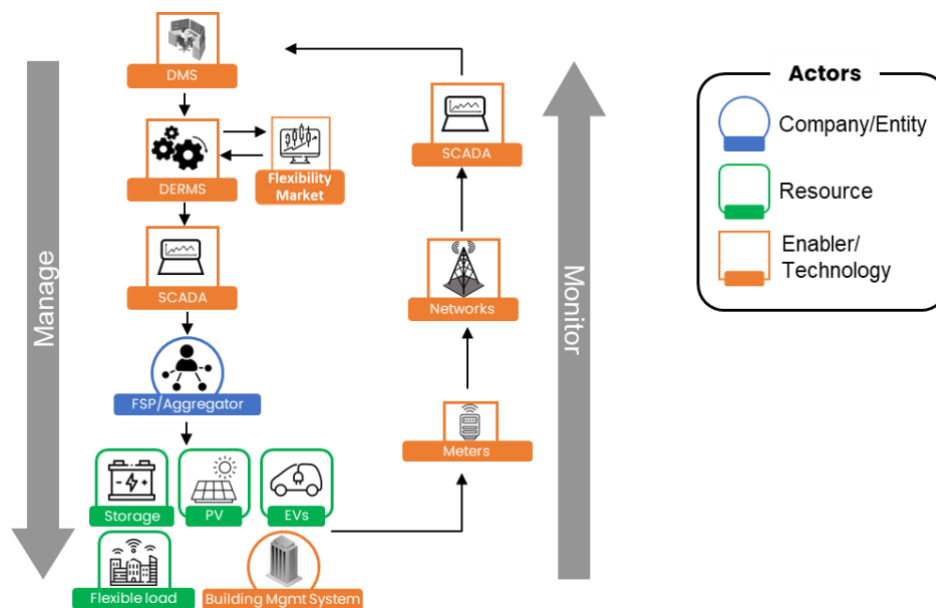 DMS
DERMS
Flexibility
Market
SCADA
FSP/Aggregator
Storage
PV
EVs
Flexible load
Building Mgmt System
Manage
SCADA
Networks
Meters
Monitor
Actors
Company/Entity
Resource
Enabler/
Technology